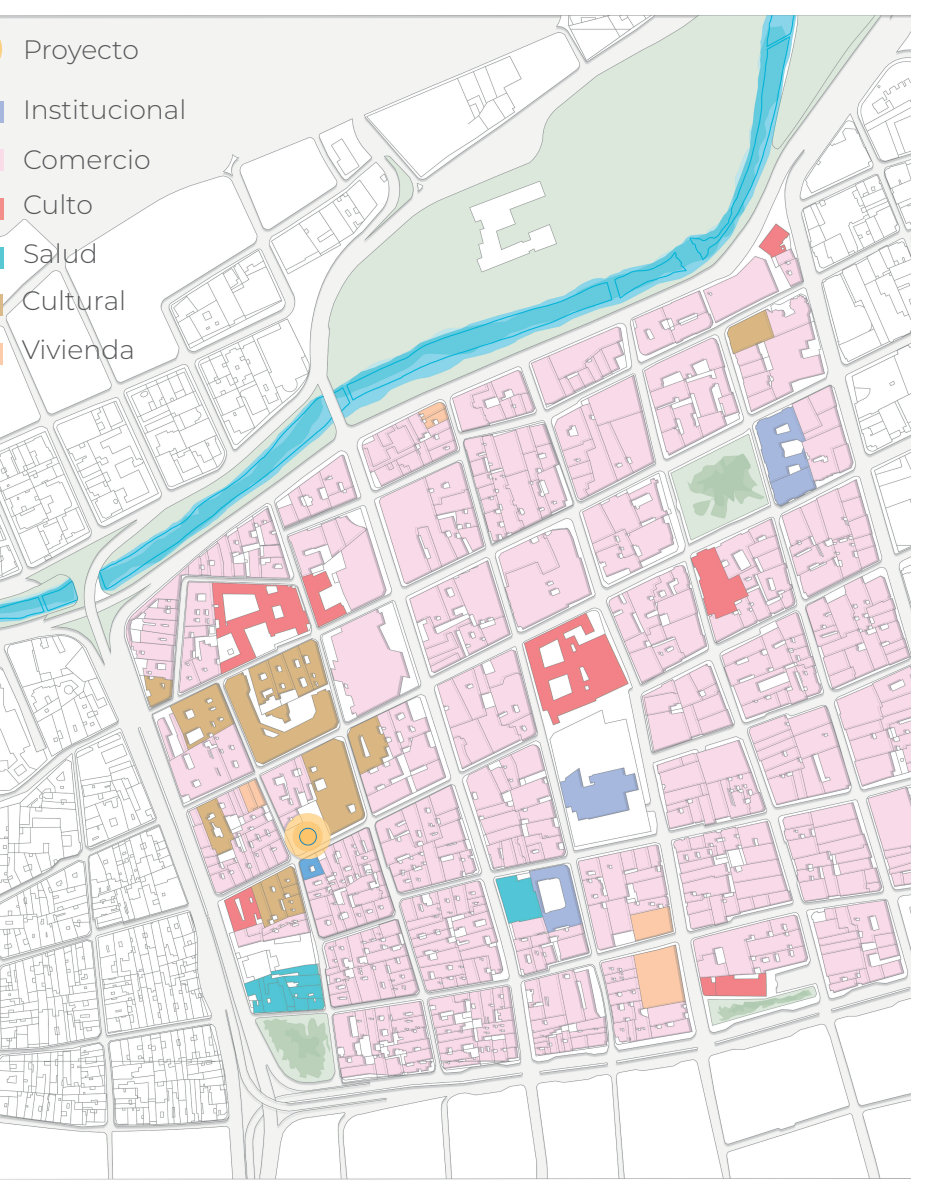 Proyecto
Institucional
Comercio
Culto
Salud
Cultural
Vivienda